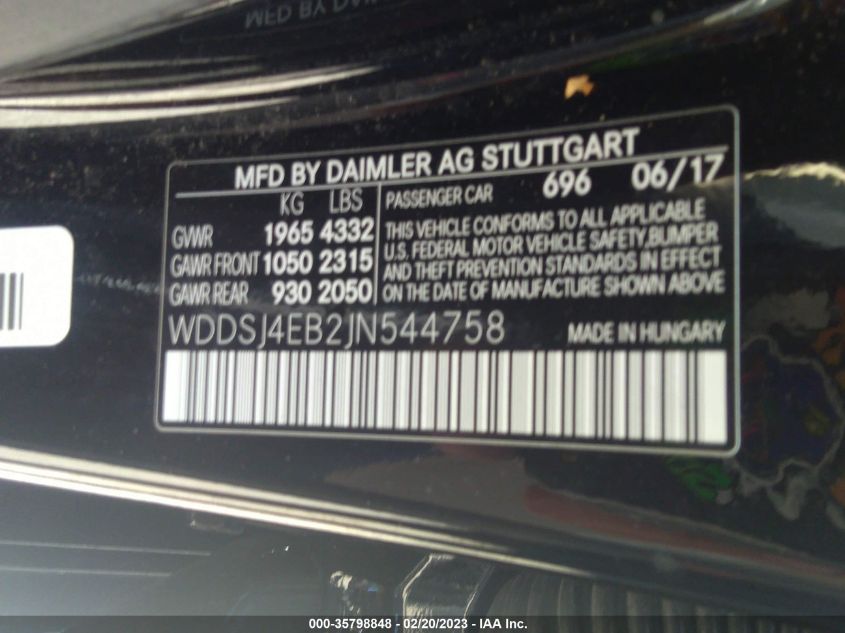 MFD BY DAIMLER AG STUTTGART
KG LBS
GVWR 1965 4332
GAWR FRONT 1050 2315
GAWR REAR 930 2050
PASSENGER CAR 696 06/17
THIS VEHICLE CONFORMS TO ALL APPLICABLE
U.S. FEDERAL MOTOR VEHICLE SAFETY,BUMPER
AND THEFT PREVENTION STANDARDS IN EFFECT
ON THE DATE OF MANUFACTURE SHOWN ABOVE
WDDSJ4EB2JN544758 MADE IN HUNGARY
000-35798848 - 02/20/2023 - IAA Inc.